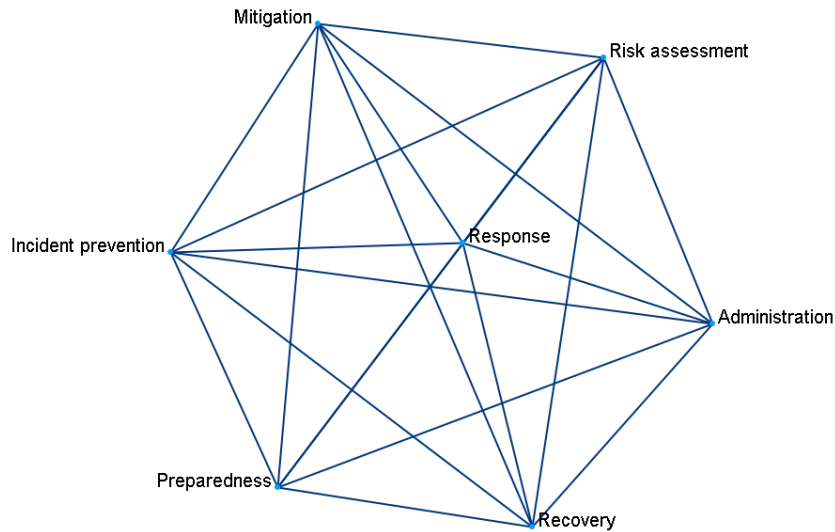 Mitigation
Risk assessment
Incident prevention
Response
Administration
Preparedness
Recovery